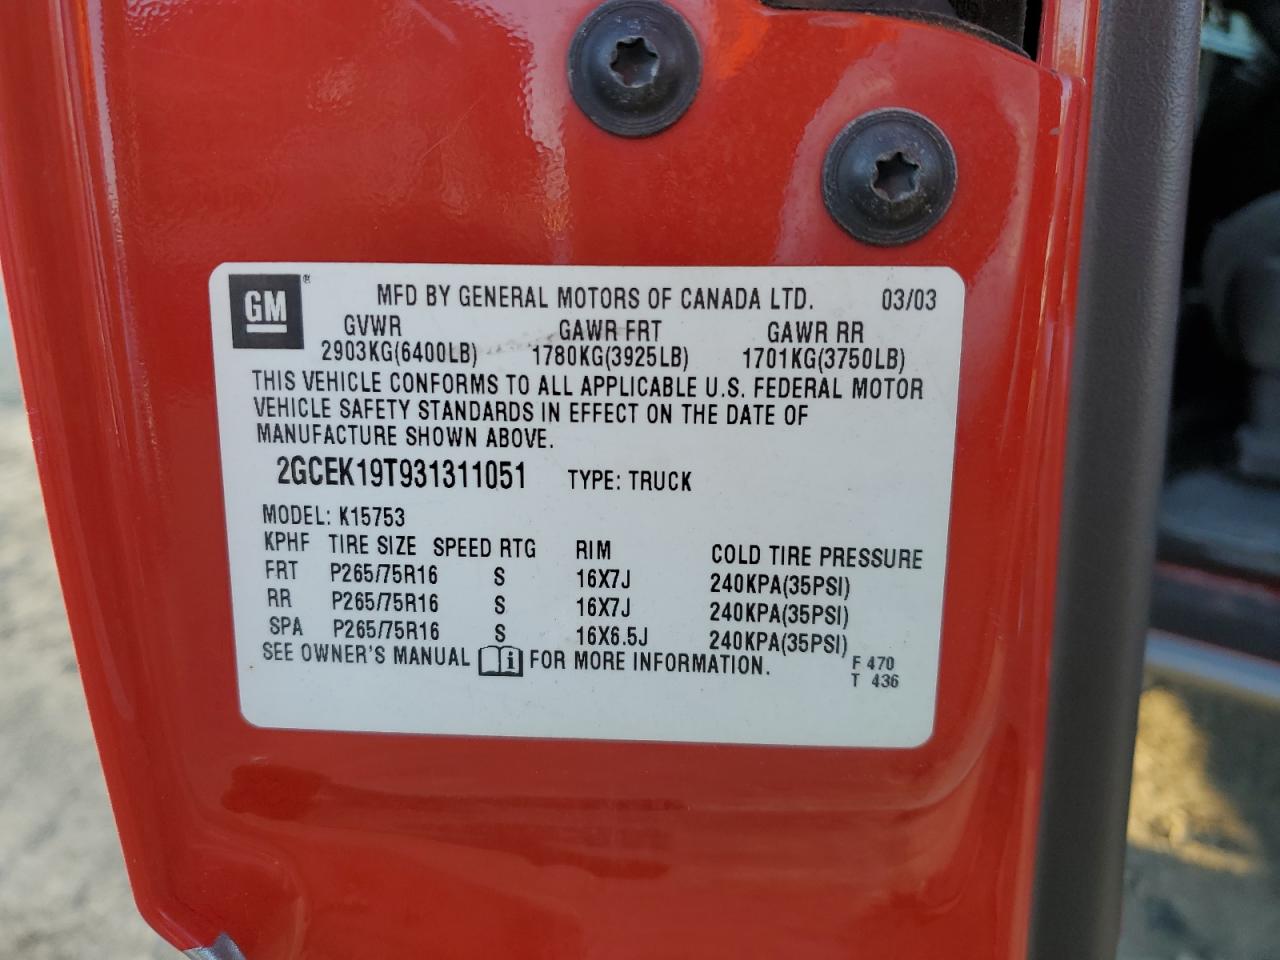 GM ® MFD BY GENERAL MOTORS OF CANADA LTD. 03/03
GVWR GAWR FRT GAWR RR
2903KG(6400LB) 1780KG(3925LB) 1701KG(3750LB)
THIS VEHICLE CONFORMS TO ALL APPLICABLE U.S. FEDERAL MOTOR
VEHICLE SAFETY STANDARDS IN EFFECT ON THE DATE OF
MANUFACTURE SHOWN ABOVE.
2GCEK19T931311051 TYPE: TRUCK
MODEL: K15753
KPHF TIRE SIZE SPEED RTG RIM COLD TIRE PRESSURE
FRT P265/75R16 S 16X7J 240KPA(35PSI)
RR P265/75R16 S 16X7J 240KPA(35PSI)
SPA P265/75R16 S 16X6.5J 240KPA(35PSI)
SEE OWNER'S MANUAL i FOR MORE INFORMATION. F 470
T 436